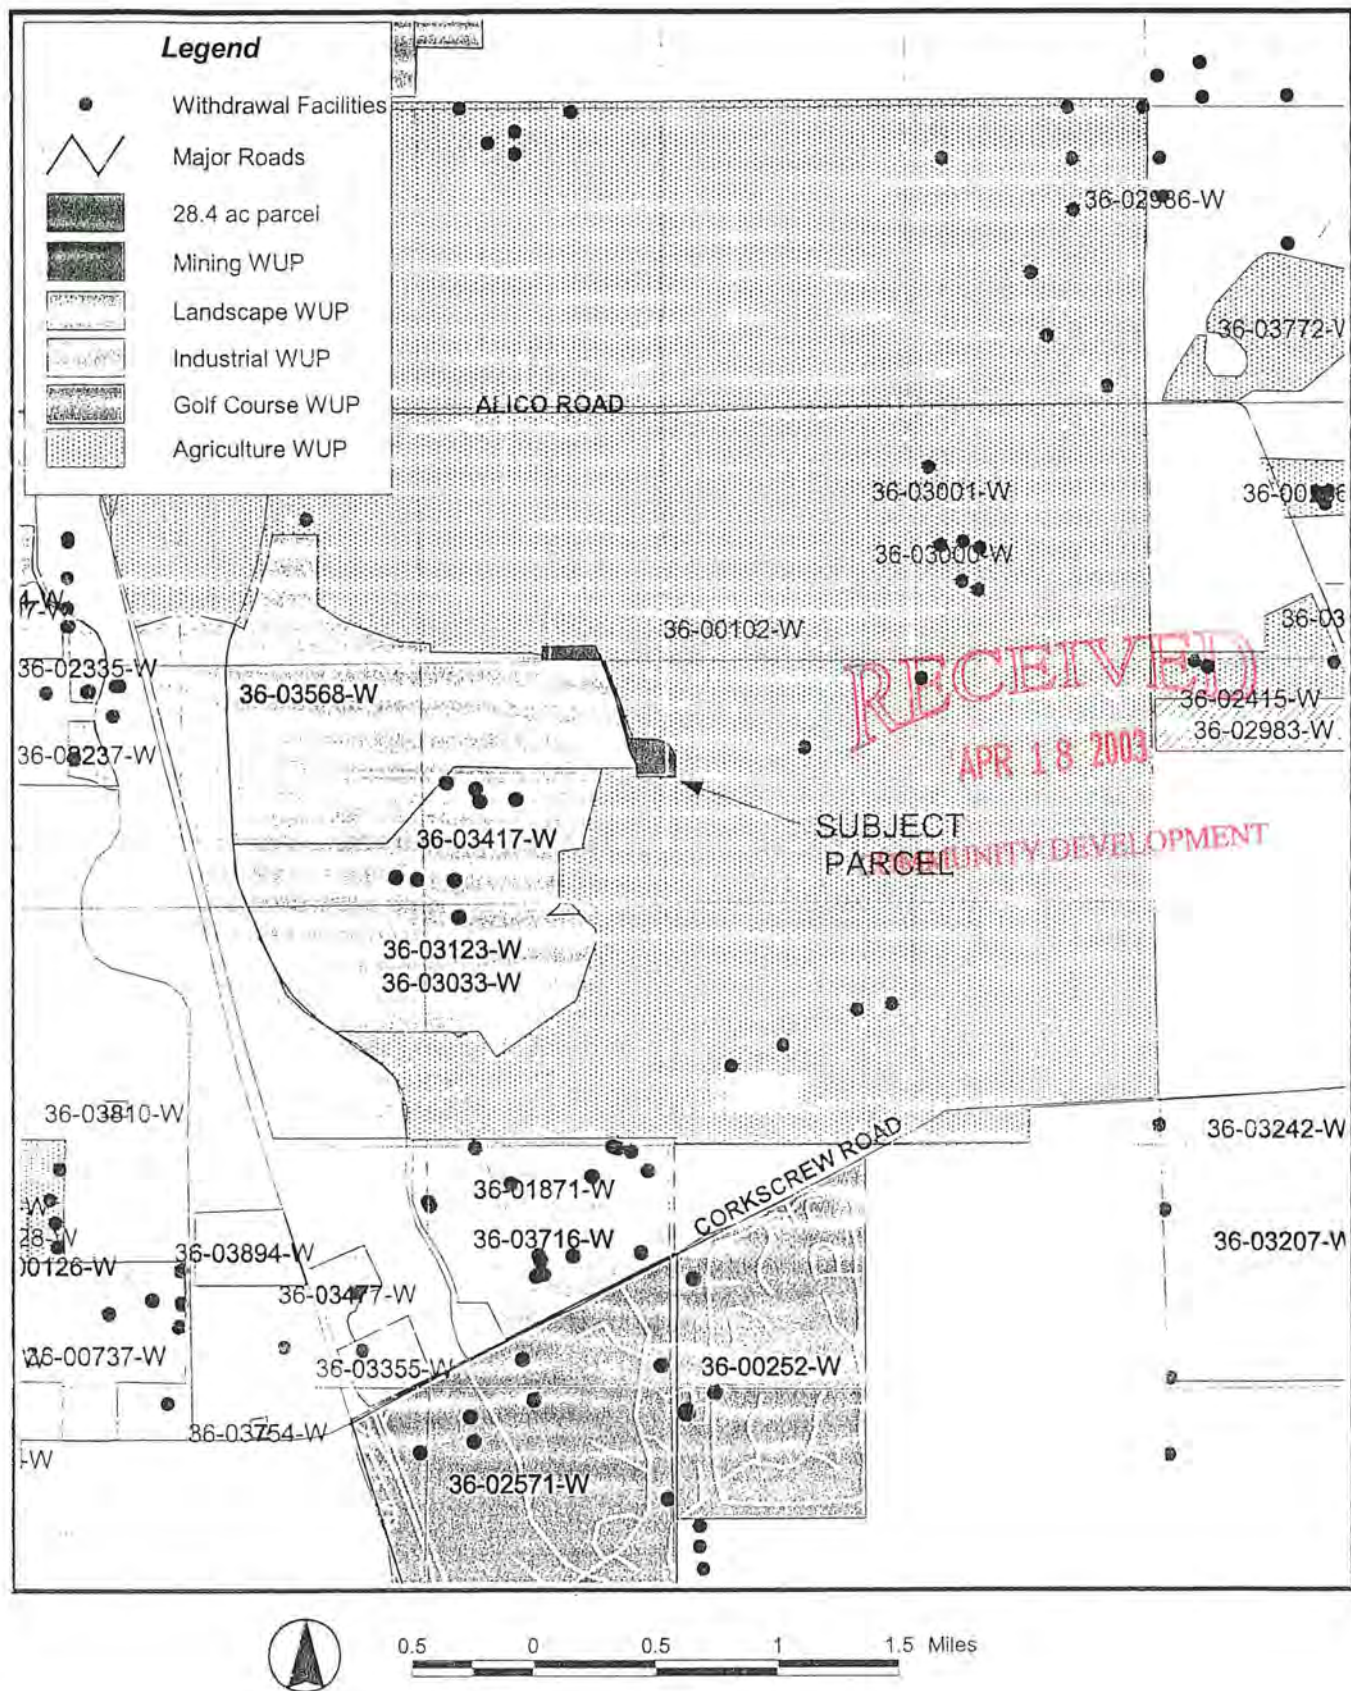 Legend
Withdrawal Facilities
Major Roads
28.4 ac parcel
Mining WUP
Landscape WUP
Industrial WUP
Golf Course WUP
Agriculture WUP
36-02986-W
36-03772-W
ALICO ROAD
36-03001-W
36-03000-W
36-00102-W
RECEIVED
36-02335-W
36-03568-W
36-02415-W
36-02983-W
APR 18 2003
SUBJECT
PARCEL
COMMUNITY DEVELOPMENT
36-03417-W
36-03123-W
36-03033-W
36-03810-W
36-03242-W
CORKSCREW ROAD
36-01871-W
36-03716-W
36-03894-W
36-03207-W
00126-W
36-03477-W
36-00737-W
36-03355-W
36-00252-W
36-03754-W
36-02571-W
0.5 0 0.5 1 1.5 Miles